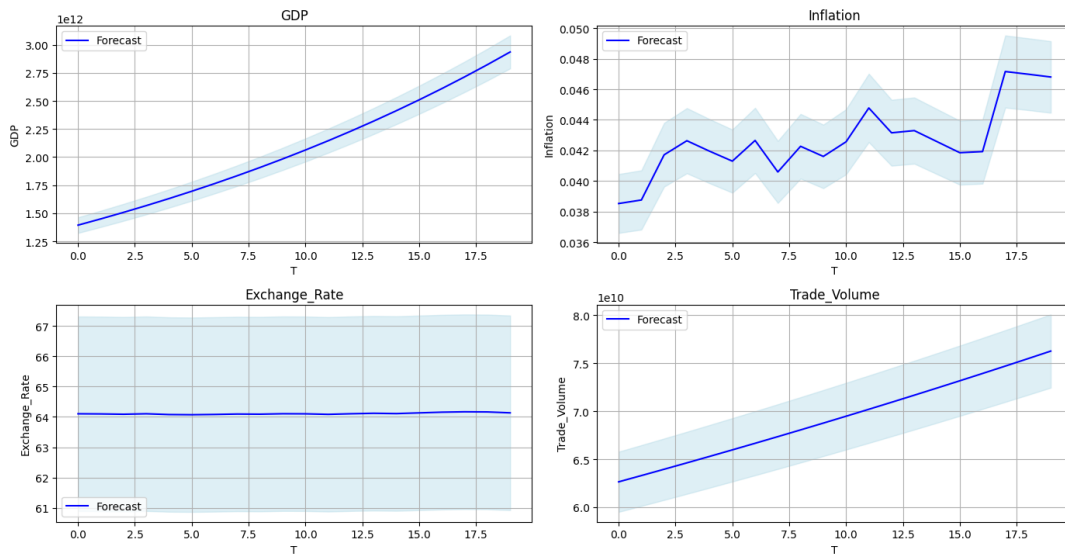 GDP
1e12
Forecast
3.00
2.75
2.50
2.25
2.00
1.75
1.50
1.25
GDP
0.0 2.5 5.0 7.5 10.0 12.5 15.0 17.5
T
Inflation
Forecast
0.050
0.048
0.046
0.044
0.042
0.040
0.038
0.036
Inflation
0.0 2.5 5.0 7.5 10.0 12.5 15.0 17.5
T
Exchange_Rate
67
66
65
64
63
62
61
Exchange_Rate
Forecast
0.0 2.5 5.0 7.5 10.0 12.5 15.0 17.5
T
Trade_Volume
1e10
Forecast
8.0
7.5
7.0
6.5
6.0
Trade_Volume
0.0 2.5 5.0 7.5 10.0 12.5 15.0 17.5
T